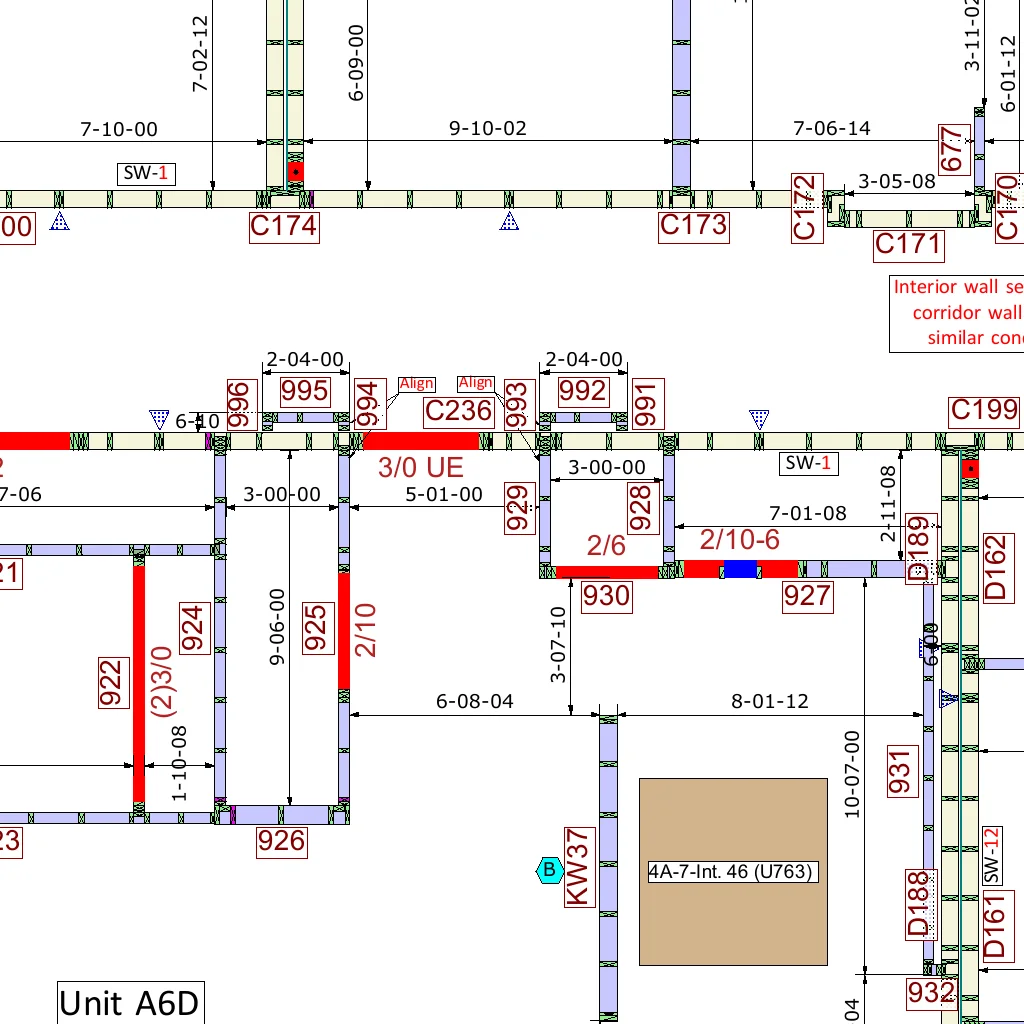 7-02-12
6-09-00
3-11-02
6-01-12
7-10-00
9-10-02
7-06-14
677
SW-1
3-05-08
C172
C170
00
C174
C173
C171
Interior wall se
corridor wall
similar cond
2-04-00
2-04-00
996
995
994
Align
Align
C236
993
992
991
C199
6-10
3/0 UE
3-00-00
SW-1
2-11-08
7-06
3-00-00
5-01-00
929
928
7-01-08
2/6
2/10-6
D189
D162
21
930
927
924
9-06-00
925
2/10
3-07-10
6-00
922
(2)3/0
1-10-08
6-08-04
8-01-12
10-07-00
931
23
926
B
KW37
4A-7-Int. 46 (U763)
SW-12
D188
D161
932
Unit A6D
04